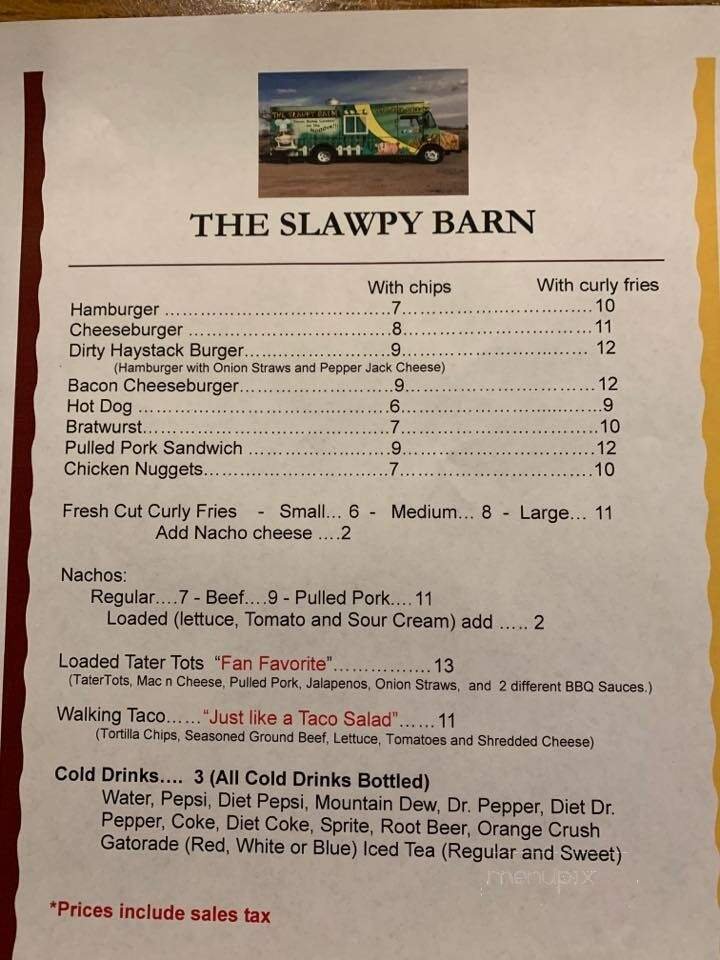 THE SLAWPY BARN
THE SLAWPY BARN
With chips With curly fries
Hamburger ……………………………………7……………………………10
Cheeseburger …………………………………8……………………………11
Dirty Haystack Burger…………………………9…………………………… 12
(Hamburger with Onion Straws and Pepper Jack Cheese)
Bacon Cheeseburger…………………………9……………………………12
Hot Dog ………………………………………6……………………………9
Bratwurst………………………………………7……………………………10
Pulled Pork Sandwich …………………………9……………………………12
Chicken Nuggets………………………………7……………………………10
Fresh Cut Curly Fries - Small... 6 - Medium... 8 - Large... 11
Add Nacho cheese ....2
Nachos:
Regular....7 - Beef....9 - Pulled Pork.... 11
Loaded (lettuce, Tomato and Sour Cream) add ..... 2
Loaded Tater Tots “Fan Favorite”……………13
(TaterTots, Mac n Cheese, Pulled Pork, Jalapenos, Onion Straws, and 2 different BBQ Sauces.)
Walking Taco……“Just like a Taco Salad”……11
(Tortilla Chips, Seasoned Ground Beef, Lettuce, Tomatoes and Shredded Cheese)
Cold Drinks.... 3 (All Cold Drinks Bottled)
Water, Pepsi, Diet Pepsi, Mountain Dew, Dr. Pepper, Diet Dr.
Pepper, Coke, Diet Coke, Sprite, Root Beer, Orange Crush
Gatorade (Red, White or Blue) Iced Tea (Regular and Sweet)
menupix
*Prices include sales tax